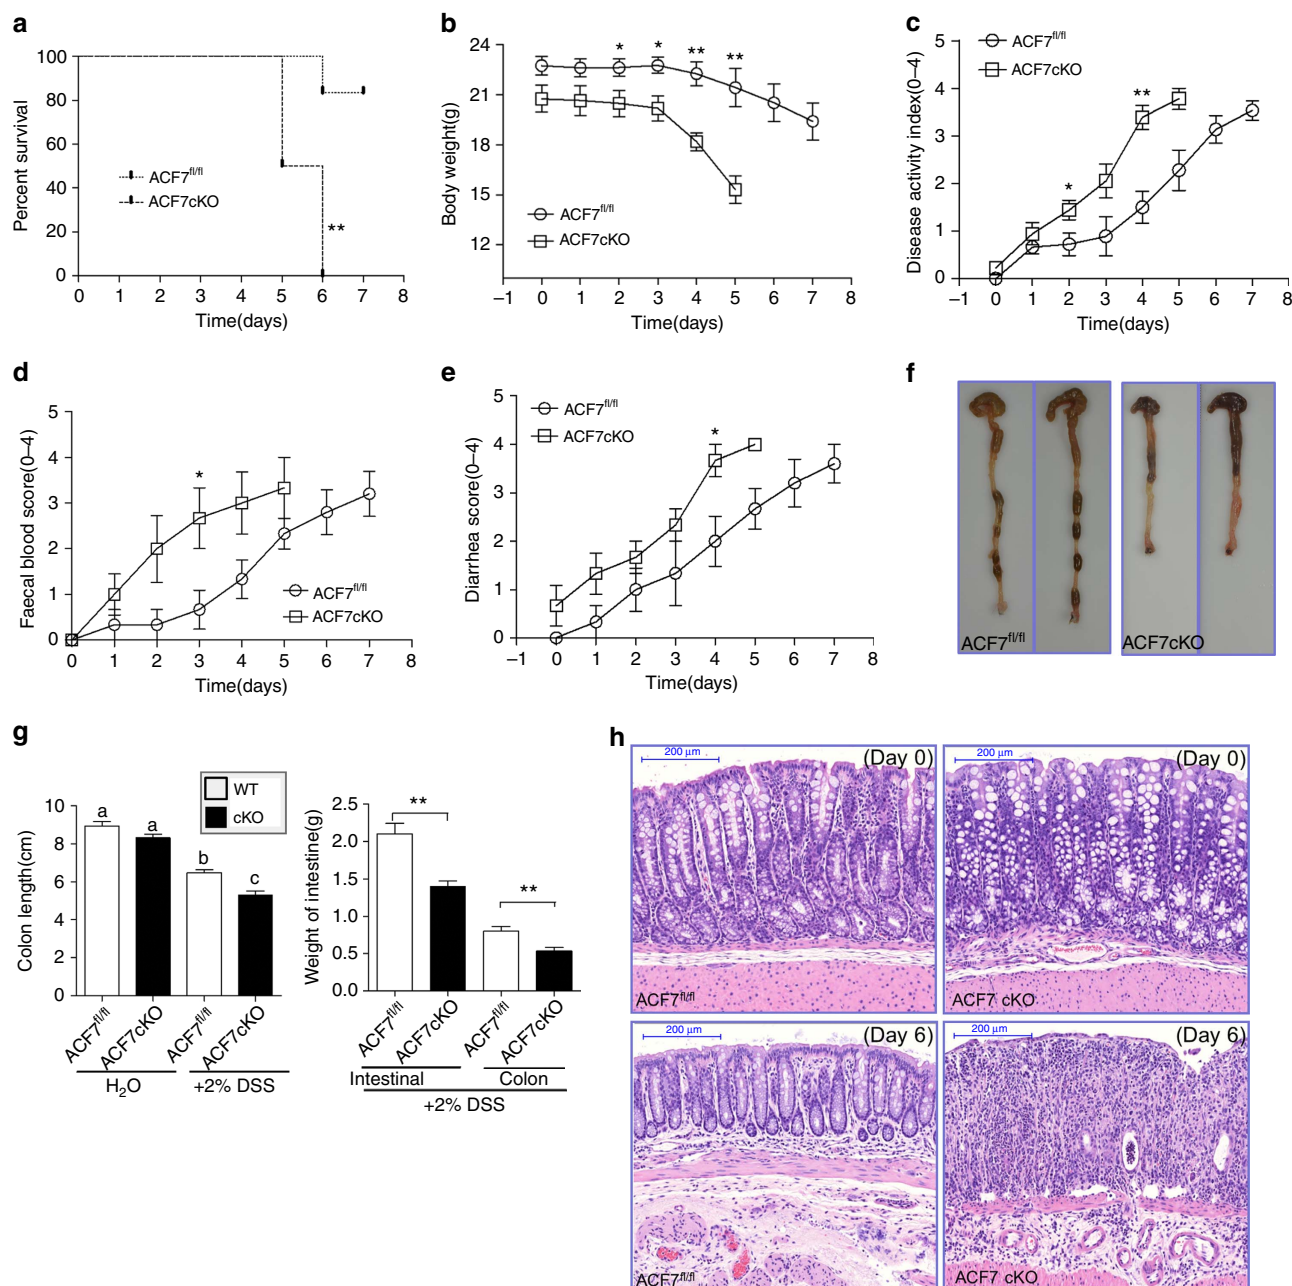 a
100
80
60
40
20
0
Percent survival
ACF7fl/fl
ACF7cKO
**
0 1 2 3 4 5 6 7 8
Time(days)
b
24
21
18
15
12
Body weight(g)
* * ** **
ACF7fl/fl
ACF7cKO
–1 0 1 2 3 4 5 6 7 8
Time(days)
c
5
4
3
2
1
0
Disease activity index(0–4)
ACF7fl/fl
ACF7cKO
**
*
–1 0 1 2 3 4 5 6 7 8
Time(days)
d
5
4
3
2
1
0
Faecal blood score(0–4)
*
ACF7fl/fl
ACF7cKO
0 1 2 3 4 5 6 7 8
Time(days)
e
5
4
3
2
1
0
Diarrhea score(0–4)
ACF7fl/fl
ACF7cKO
*
–1 0 1 2 3 4 5 6 7 8
Time(days)
f
ACF7fl/fl
ACF7cKO
g
WT
cKO
10
8
6
4
2
0
Colon length(cm)
a a b c
ACF7fl/fl
ACF7cKO
ACF7fl/fl
ACF7cKO
H2O
+2% DSS
2.5
2.0
1.5
1.0
0.5
0.0
Weight of intestine(g)
**
**
ACF7fl/fl
ACF7cKO
ACF7fl/fl
ACF7cKO
Intestinal
Colon
+2% DSS
h
200 μm
(Day 0)
ACF7fl/fl
200 μm
(Day 0)
ACF7 cKO
200 μm
(Day 6)
ACF7fl/fl
200 μm
(Day 6)
ACF7 cKO